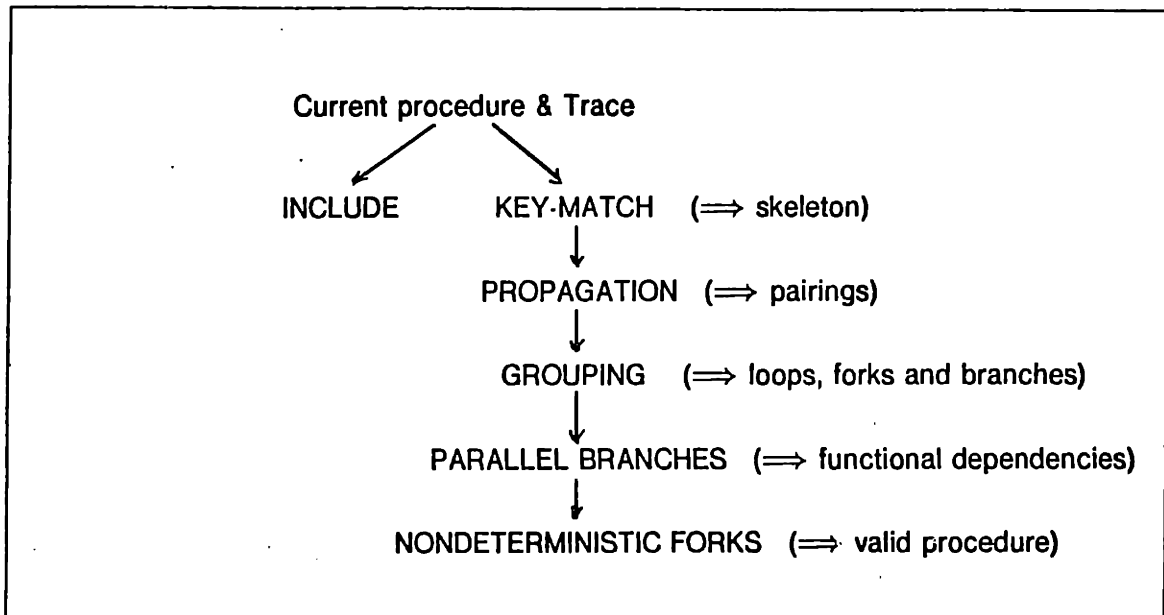 Current procedure & Trace
INCLUDE KEY-MATCH (⟹ skeleton)
PROPAGATION (⟹ pairings)
GROUPING (⟹ loops, forks and branches)
PARALLEL BRANCHES (⟹ functional dependencies)
NONDETERMINISTIC FORKS (⟹ valid procedure)